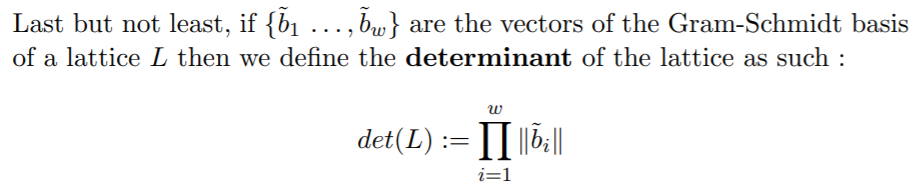 Last but not least, if {b̃₁ . . . , b̃_w} are the vectors of the Gram-Schmidt basis
of a lattice L then we define the determinant of the lattice as such :
det(L) := ∏_{i=1}^{w} ‖b̃_i‖